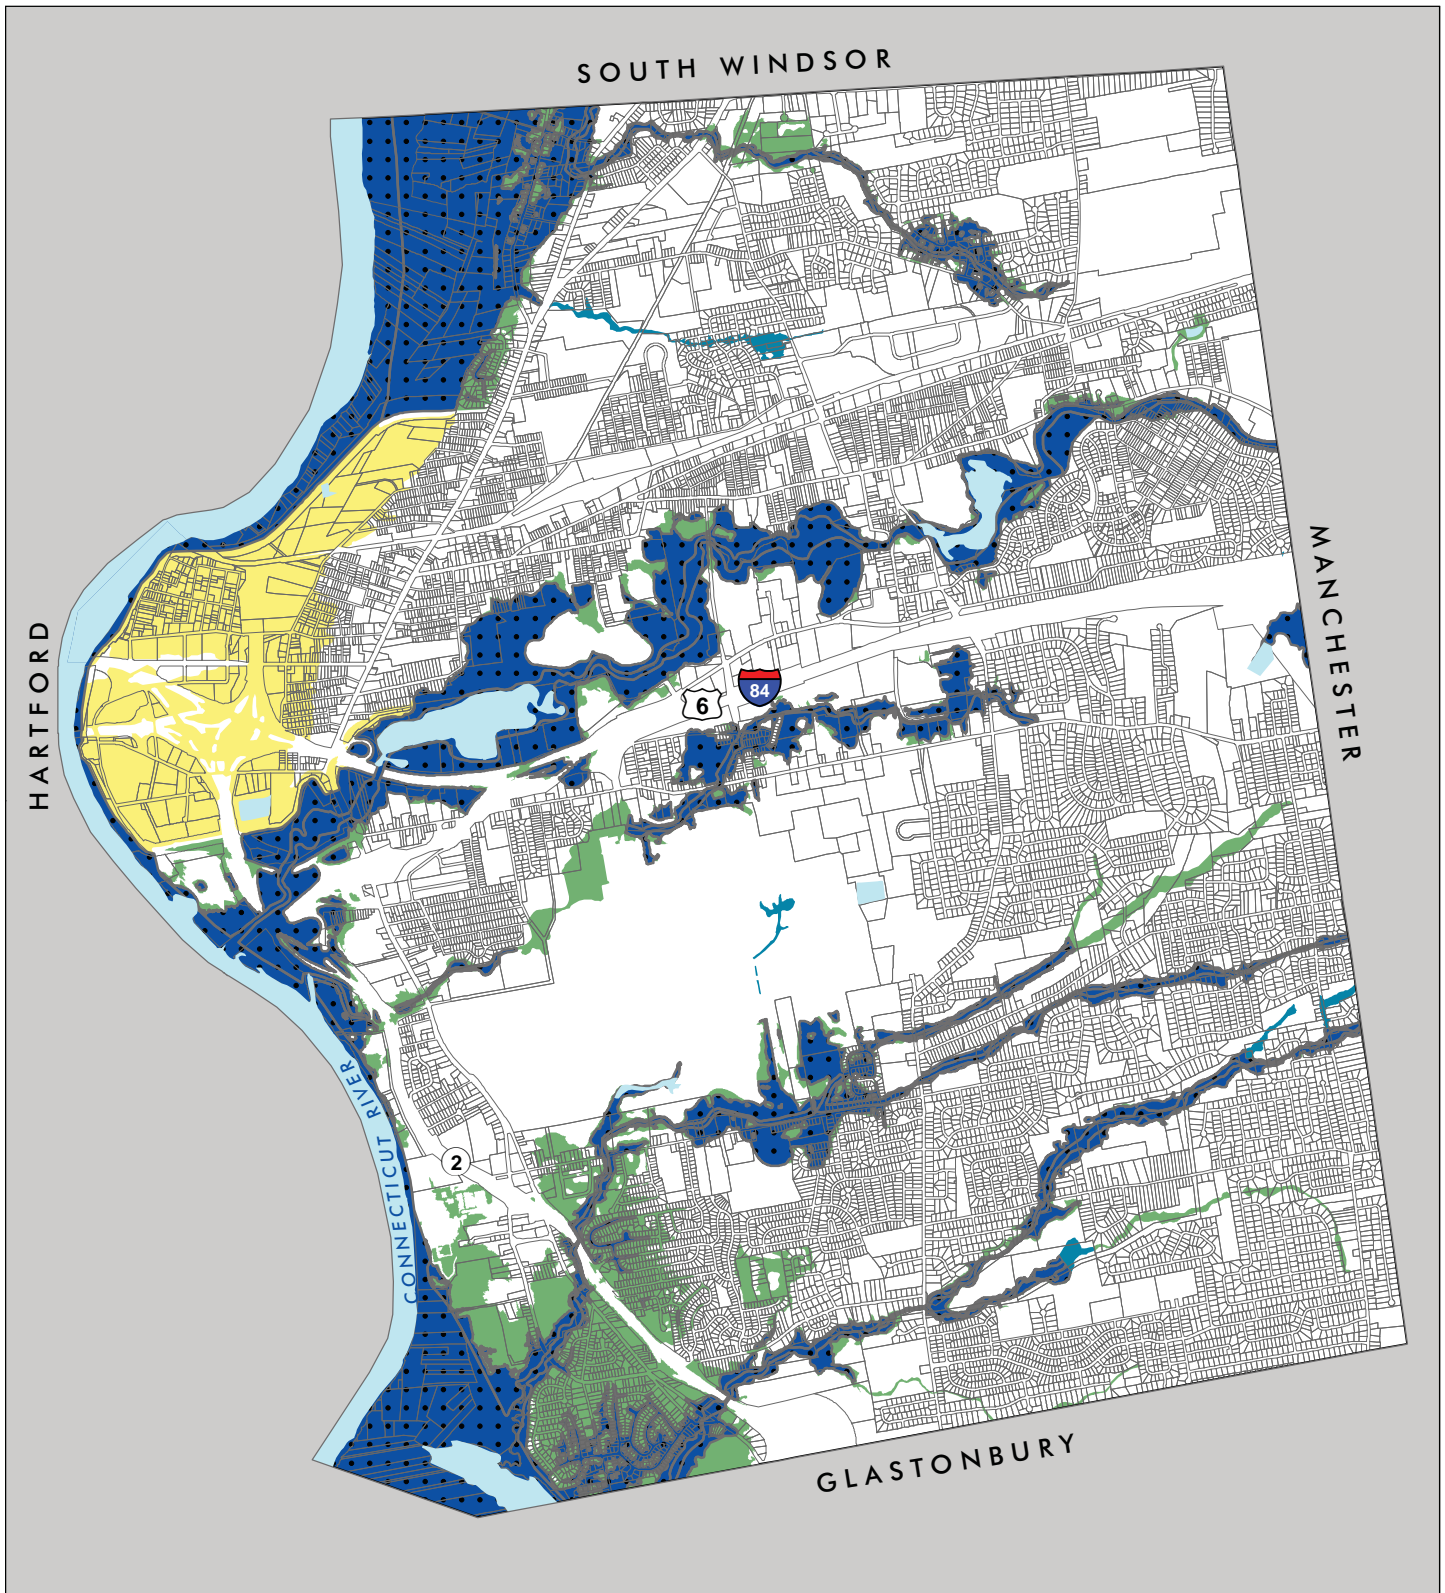 SOUTH WINDSOR
HARTFORD
MANCHESTER
6
84
CONNECTICUT RIVER
2
GLASTONBURY